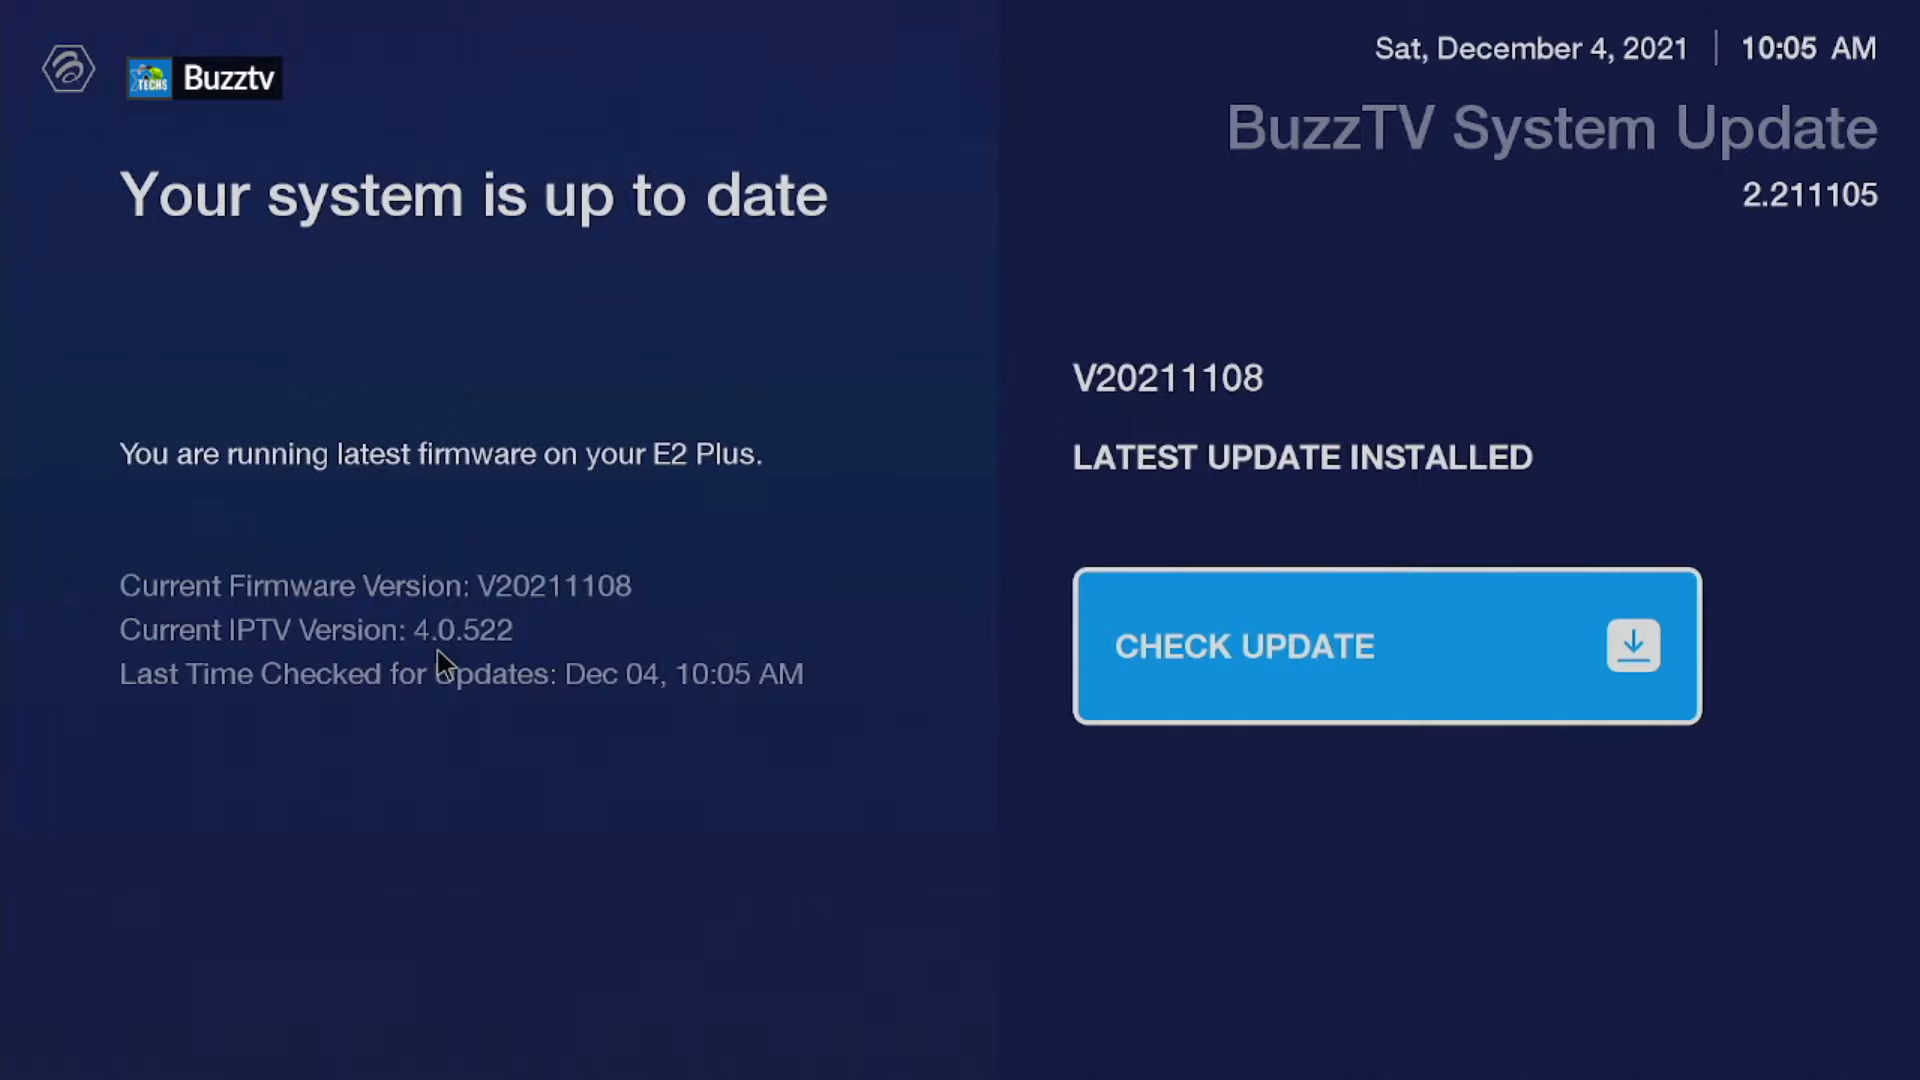 TECHS Buzztv
Sat, December 4, 2021 | 10:05 AM
BuzzTV System Update
2.211105
Your system is up to date
You are running latest firmware on your E2 Plus.
Current Firmware Version: V20211108
Current IPTV Version: 4.0.522
Last Time Checked for Updates: Dec 04, 10:05 AM
V20211108
LATEST UPDATE INSTALLED
CHECK UPDATE